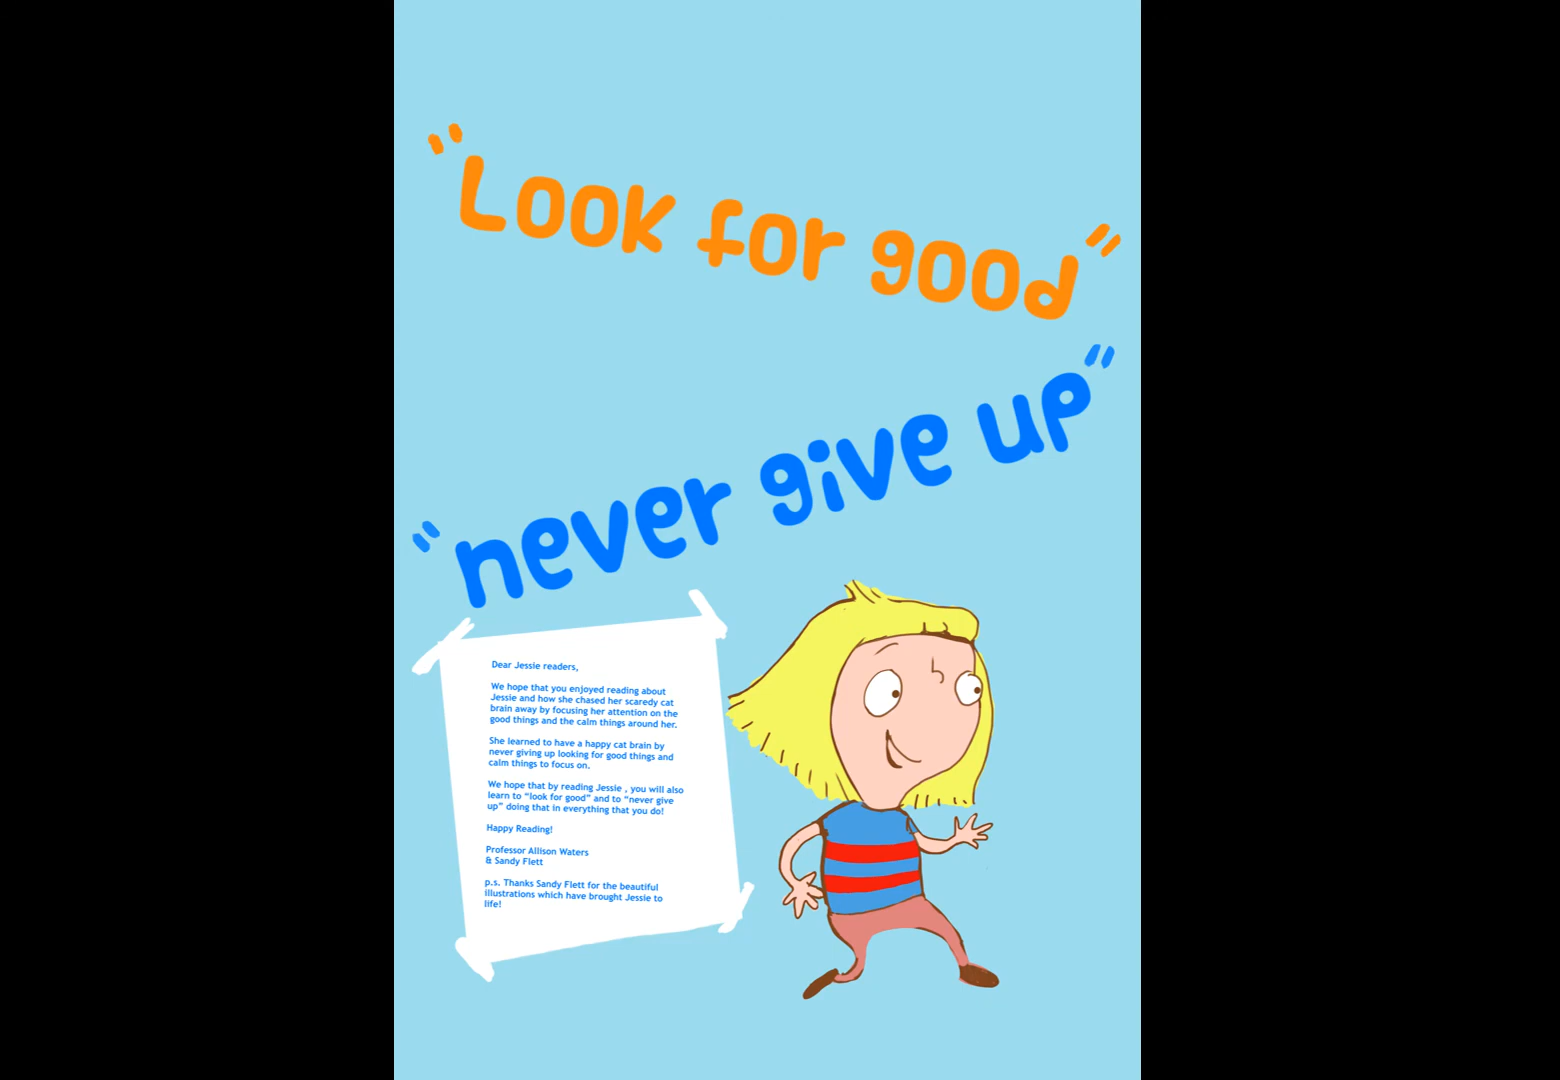 "Look for good"
"never give up"
Dear Jessie readers,
We hope that you enjoyed reading about
Jessie and how she chased her scaredy cat
brain away by focusing her attention on the
good things and the calm things around her.
She learned to have a happy cat brain by
never giving up looking for good things and
calm things to focus on.
We hope that by reading Jessie , you will also
learn to “look for good” and to “never give
up” doing that in everything that you do!
Happy Reading!
Professor Allison Waters
& Sandy Flett
p.s. Thanks Sandy Flett for the beautiful
illustrations which have brought Jessie to
life!